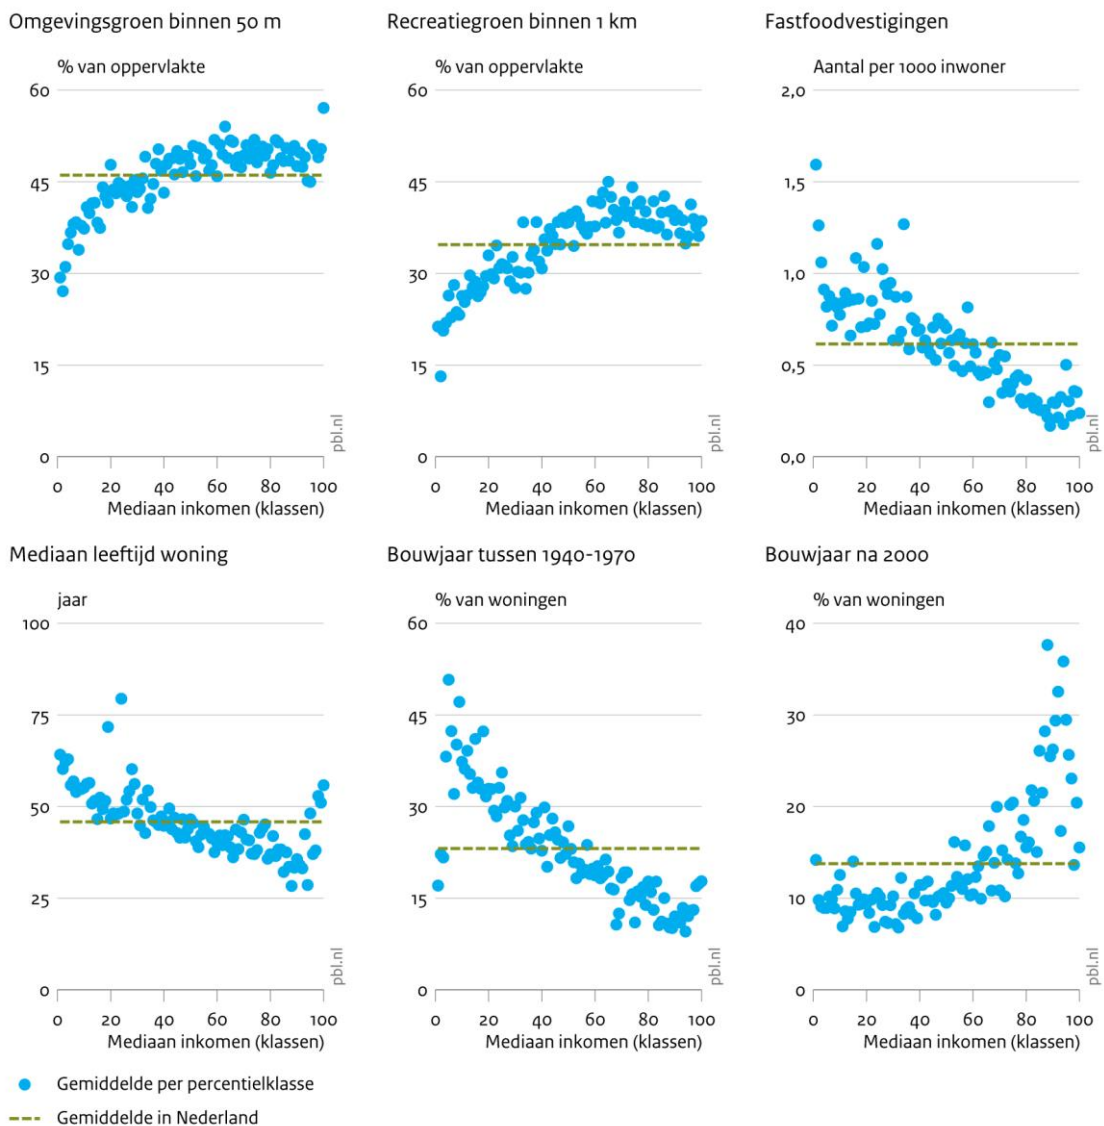 Omgevingsgroen binnen 50 m
% van oppervlakte
60
45
30
15
0
0 20 40 60 80 100
Mediaan inkomen (klassen)
pbl.nl
Recreatiegroen binnen 1 km
% van oppervlakte
60
45
30
15
0
0 20 40 60 80 100
Mediaan inkomen (klassen)
pbl.nl
Fastfoodvestigingen
Aantal per 1000 inwoner
2,0
1,5
1,0
0,5
0,0
0 20 40 60 80 100
Mediaan inkomen (klassen)
pbl.nl
Mediaan leeftijd woning
jaar
100
75
50
25
0
0 20 40 60 80 100
Mediaan inkomen (klassen)
pbl.nl
Bouwjaar tussen 1940-1970
% van woningen
60
45
30
15
0
0 20 40 60 80 100
Mediaan inkomen (klassen)
pbl.nl
Bouwjaar na 2000
% van woningen
40
30
20
10
0
0 20 40 60 80 100
Mediaan inkomen (klassen)
pbl.nl
Gemiddelde per percentielklasse
Gemiddelde in Nederland